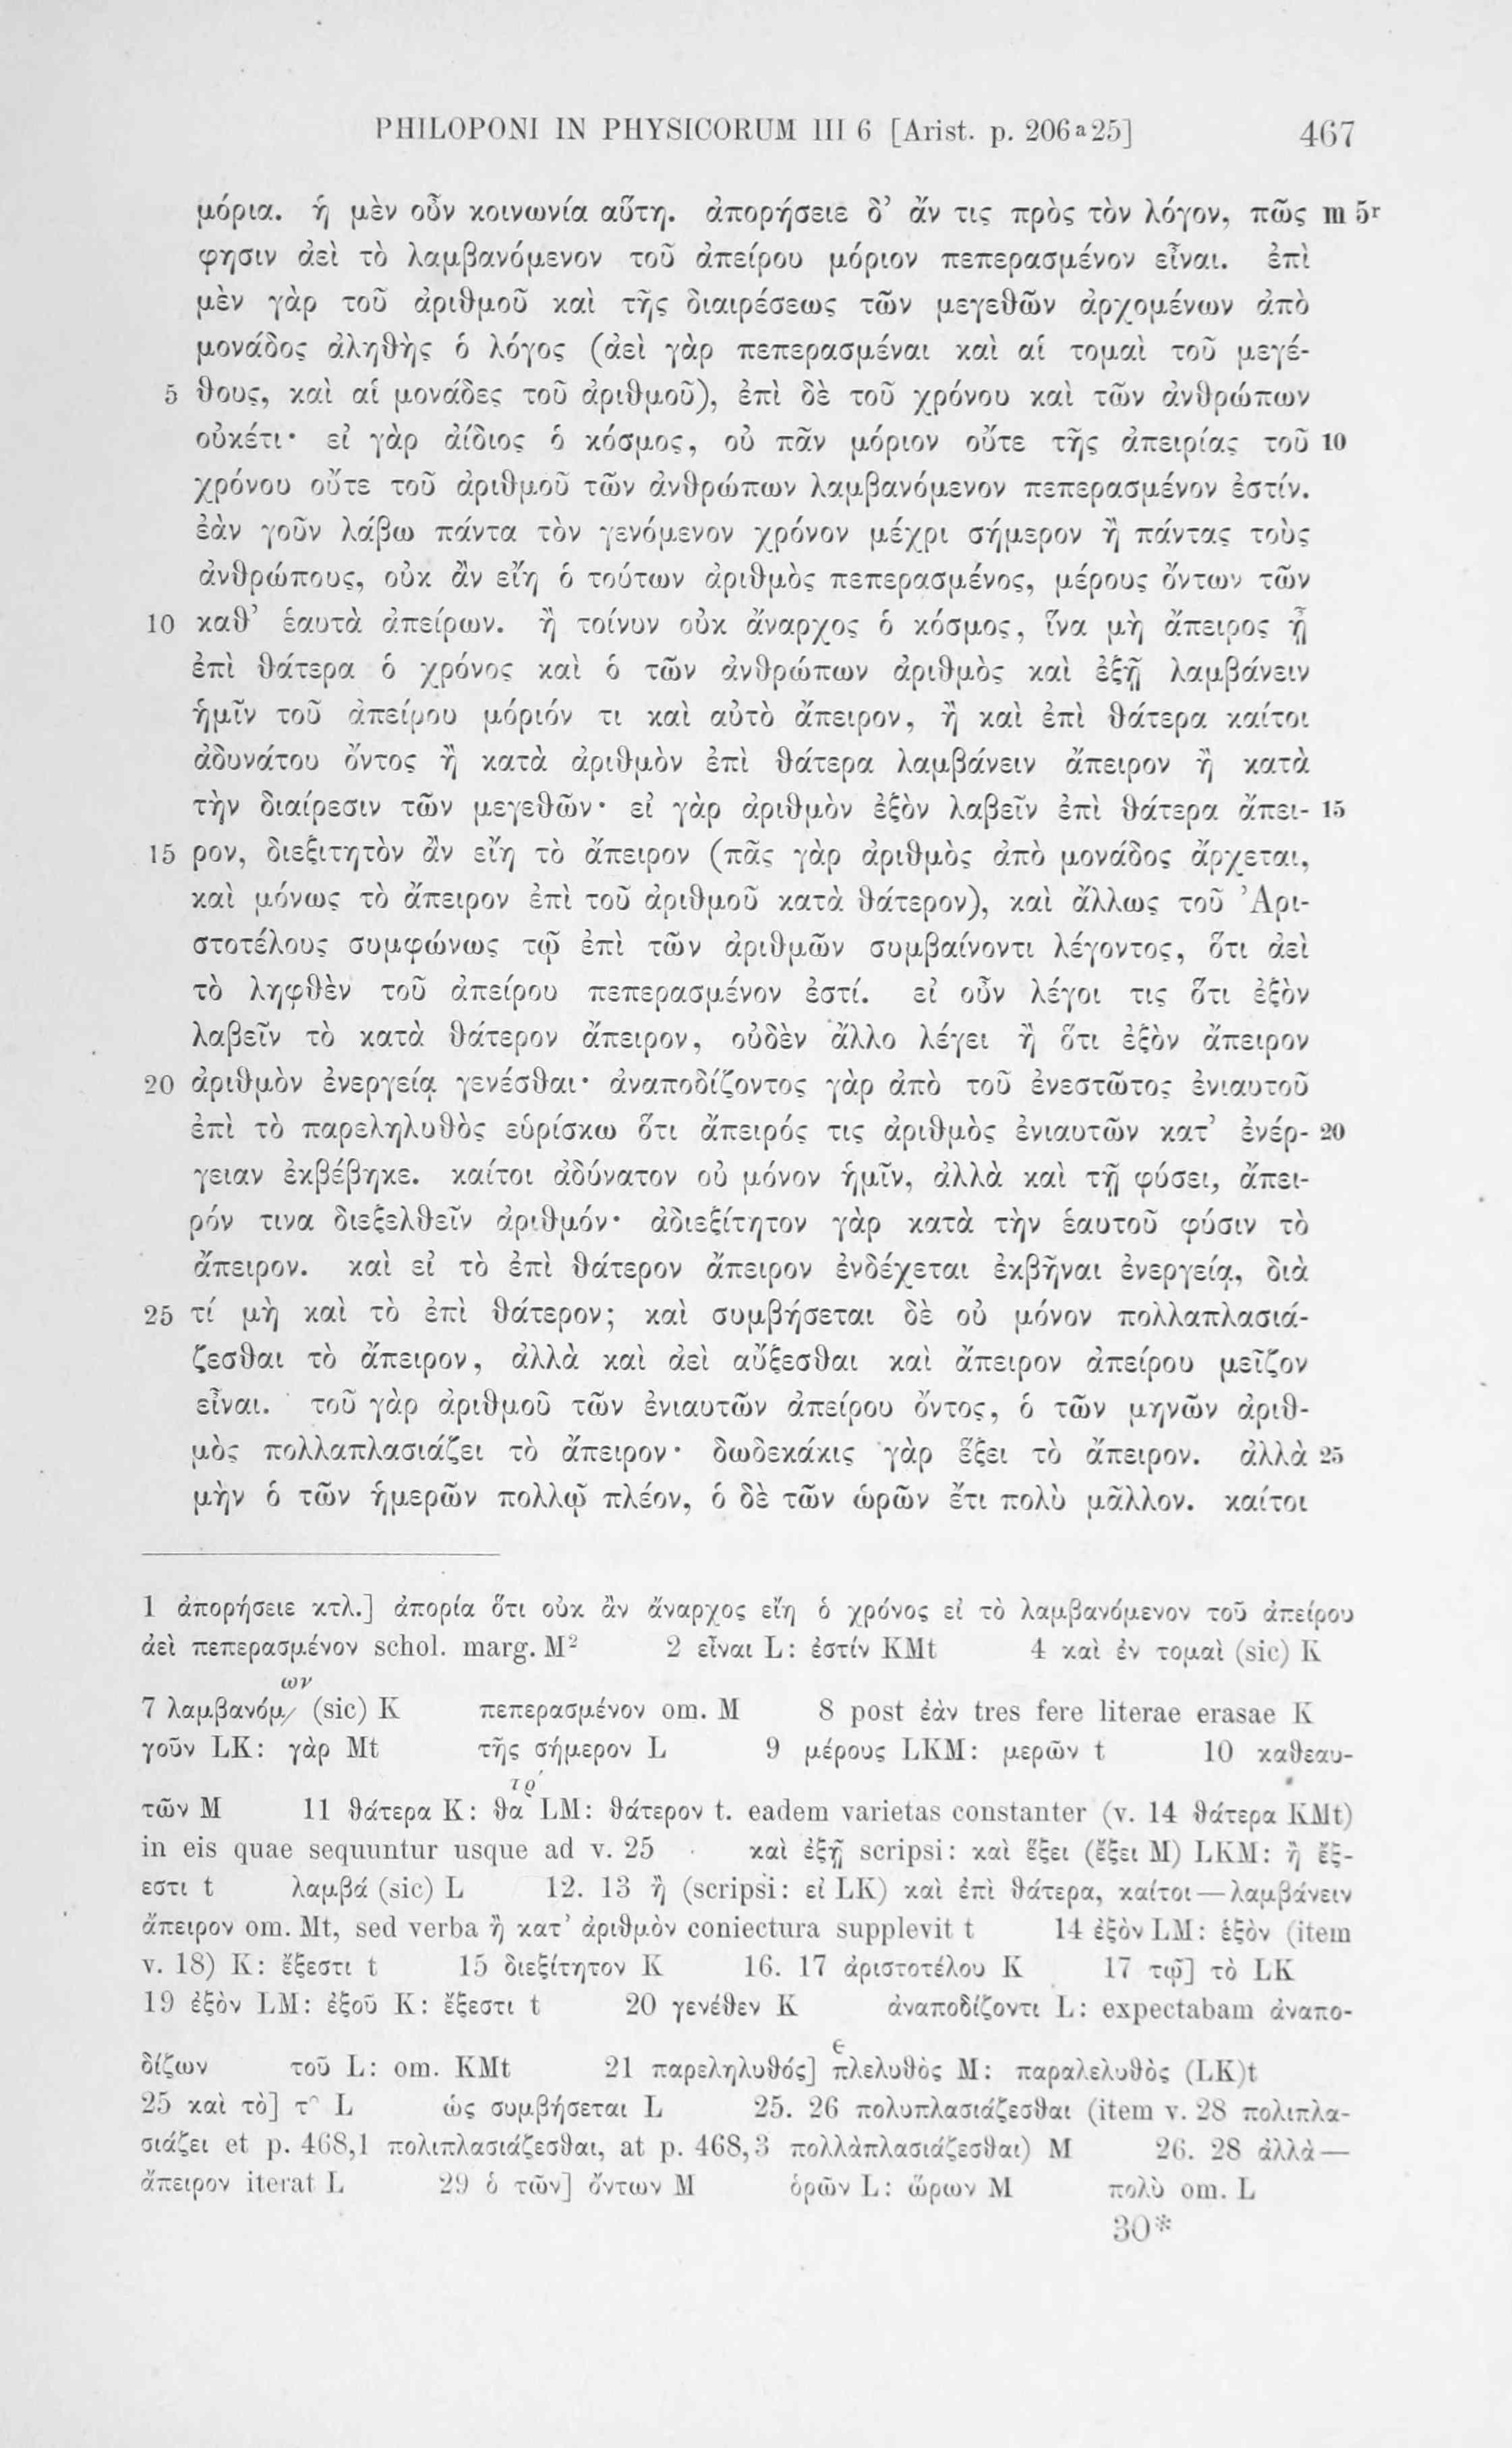 PHILOPONI IN PHYSICORUM III 6 [Arist. p. 206ᵃ25] 467
μόρια. ἡ μὲν οὖν κοινωνία αὕτη. ἀπορήσειε δ’ ἄν τις πρὸς τὸν λόγον, πῶς m 5ʳ
φησιν ἀεὶ τὸ λαμβανόμενον τοῦ ἀπείρου μόριον πεπερασμένον εἶναι. ἐπὶ
μὲν γὰρ τοῦ ἀριθμοῦ καὶ τῆς διαιρέσεως τῶν μεγεθῶν ἀρχομένων ἀπὸ
μονάδος ἀληθὴς ὁ λόγος (ἀεὶ γὰρ πεπερασμέναι καὶ αἱ τομαὶ τοῦ μεγέ-
5 θους, καὶ αἱ μονάδες τοῦ ἀριθμοῦ), ἐπὶ δὲ τοῦ χρόνου καὶ τῶν ἀνθρώπων
οὐκέτι· εἰ γὰρ ἀίδιος ὁ κόσμος, οὐ πᾶν μόριον οὔτε τῆς ἀπειρίας τοῦ 10
χρόνου οὔτε τοῦ ἀριθμοῦ τῶν ἀνθρώπων λαμβανόμενον πεπερασμένον ἐστίν.
ἐὰν γοῦν λάβω πάντα τὸν γενόμενον χρόνον μέχρι σήμερον ἢ πάντας τοὺς
ἀνθρώπους, οὐκ ἂν εἴη ὁ τούτων ἀριθμὸς πεπερασμένος, μέρους ὄντων τῶν
10 καθ’ ἑαυτὰ ἀπείρων. ἢ τοίνυν οὐκ ἄναρχος ὁ κόσμος, ἵνα μὴ ἄπειρος ᾖ
ἐπὶ θάτερα ὁ χρόνος καὶ ὁ τῶν ἀνθρώπων ἀριθμὸς καὶ ἐξῇ λαμβάνειν
ἡμῖν τοῦ ἀπείρου μόριόν τι καὶ αὐτὸ ἄπειρον, ἢ καὶ ἐπὶ θάτερα καίτοι
ἀδυνάτου ὄντος ἢ κατὰ ἀριθμὸν ἐπὶ θάτερα λαμβάνειν ἄπειρον ἢ κατὰ
τὴν διαίρεσιν τῶν μεγεθῶν· εἰ γὰρ ἀριθμὸν ἐξὸν λαβεῖν ἐπὶ θάτερα ἄπει- 15
15 ρον, διεξιτητὸν ἂν εἴη τὸ ἄπειρον (πᾶς γὰρ ἀριθμὸς ἀπὸ μονάδος ἄρχεται,
καὶ μόνως τὸ ἄπειρον ἐπὶ τοῦ ἀριθμοῦ κατὰ θάτερον), καὶ ἄλλως τοῦ Ἀρι-
στοτέλους συμφώνως τῷ ἐπὶ τῶν ἀριθμῶν συμβαίνοντι λέγοντος, ὅτι ἀεὶ
τὸ ληφθὲν τοῦ ἀπείρου πεπερασμένον ἐστί. εἰ οὖν λέγοι τις ὅτι ἐξὸν
λαβεῖν τὸ κατὰ θάτερον ἄπειρον, οὐδὲν ἄλλο λέγει ἢ ὅτι ἐξὸν ἄπειρον
20 ἀριθμὸν ἐνεργείᾳ γενέσθαι· ἀναποδίζοντος γὰρ ἀπὸ τοῦ ἐνεστῶτος ἐνιαυτοῦ
ἐπὶ τὸ παρεληλυθὸς εὑρίσκω ὅτι ἄπειρός τις ἀριθμὸς ἐνιαυτῶν κατ’ ἐνέρ- 20
γειαν ἐκβέβηκε. καίτοι ἀδύνατον οὐ μόνον ἡμῖν, ἀλλὰ καὶ τῇ φύσει, ἄπει-
ρόν τινα διεξελθεῖν ἀριθμόν· ἀδιεξίτητον γὰρ κατὰ τὴν ἑαυτοῦ φύσιν τὸ
ἄπειρον. καὶ εἰ τὸ ἐπὶ θάτερον ἄπειρον ἐνδέχεται ἐκβῆναι ἐνεργείᾳ, διὰ
25 τί μὴ καὶ τὸ ἐπὶ θάτερον; καὶ συμβήσεται δὲ οὐ μόνον πολλαπλασιά-
ζεσθαι τὸ ἄπειρον, ἀλλὰ καὶ ἀεὶ αὔξεσθαι καὶ ἄπειρον ἀπείρου μεῖζον
εἶναι. τοῦ γὰρ ἀριθμοῦ τῶν ἐνιαυτῶν ἀπείρου ὄντος, ὁ τῶν μηνῶν ἀριθ-
μὸς πολλαπλασιάζει τὸ ἄπειρον· δωδεκάκις γὰρ ἕξει τὸ ἄπειρον. ἀλλὰ 25
μὴν ὁ τῶν ἡμερῶν πολλῷ πλέον, ὁ δὲ τῶν ὡρῶν ἔτι πολὺ μᾶλλον. καίτοι
1 ἀπορήσειε κτλ.] ἀπορία ὅτι οὐκ ἂν ἄναρχος εἴη ὁ χρόνος εἰ τὸ λαμβανόμενον τοῦ ἀπείρου
ἀεὶ πεπερασμένον schol. marg. M² 2 εἶναι L: ἐστίν KMt 4 καὶ ἐν τομαὶ (sic) K
ων
7 λαμβανόμ/ (sic) K πεπερασμένον om. M 8 post ἐὰν tres fere literae erasae K
γοῦν LK: γὰρ Mt τῆς σήμερον L 9 μέρους LKM: μερῶν t 10 καθεαυ-
τρ
τῶν M 11 θάτερα K: θα LM: θάτερον t. eadem varietas constanter (v. 14 θάτερα KMt)
in eis quae sequuntur usque ad v. 25 καὶ ἐξῇ scripsi: καὶ ἕξει (ἔξει M) LKM: ἢ ἔξ-
εστι t λαμβά (sic) L 12. 13 ἢ (scripsi: εἰ LK) καὶ ἐπὶ θάτερα, καίτοι — λαμβάνειν
ἄπειρον om. Mt, sed verba ἢ κατ’ ἀριθμὸν coniectura supplevit t 14 ἐξὸν LM: ἑξὸν (item
v. 18) K: ἔξεστι t 15 διεξίτητον K 16. 17 ἀριστοτέλου K 17 τῷ] τὸ LK
19 ἐξὸν LM: ἐξοῦ K: ἔξεστι t 20 γενέθεν K ἀναποδίζοντι L: expectabam ἀναπο-
ε
δίζων τοῦ L: om. KMt 21 παρεληλυθός] πλελυθὸς M: παραλελυθὸς (LK)t
25 καὶ τὸ] τ L ὡς συμβήσεται L 25. 26 πολυπλασιάζεσθαι (item v. 28 πολιπλα-
σιάζει et p. 468,1 πολιπλασιάζεσθαι, at p. 468,3 πολλὰπλασιάζεσθαι) M 26. 28 ἀλλὰ —
ἄπειρον iterat L 29 ὁ τῶν] ὄντων M ὁρῶν L: ὥρων M πολὺ om. L
30*